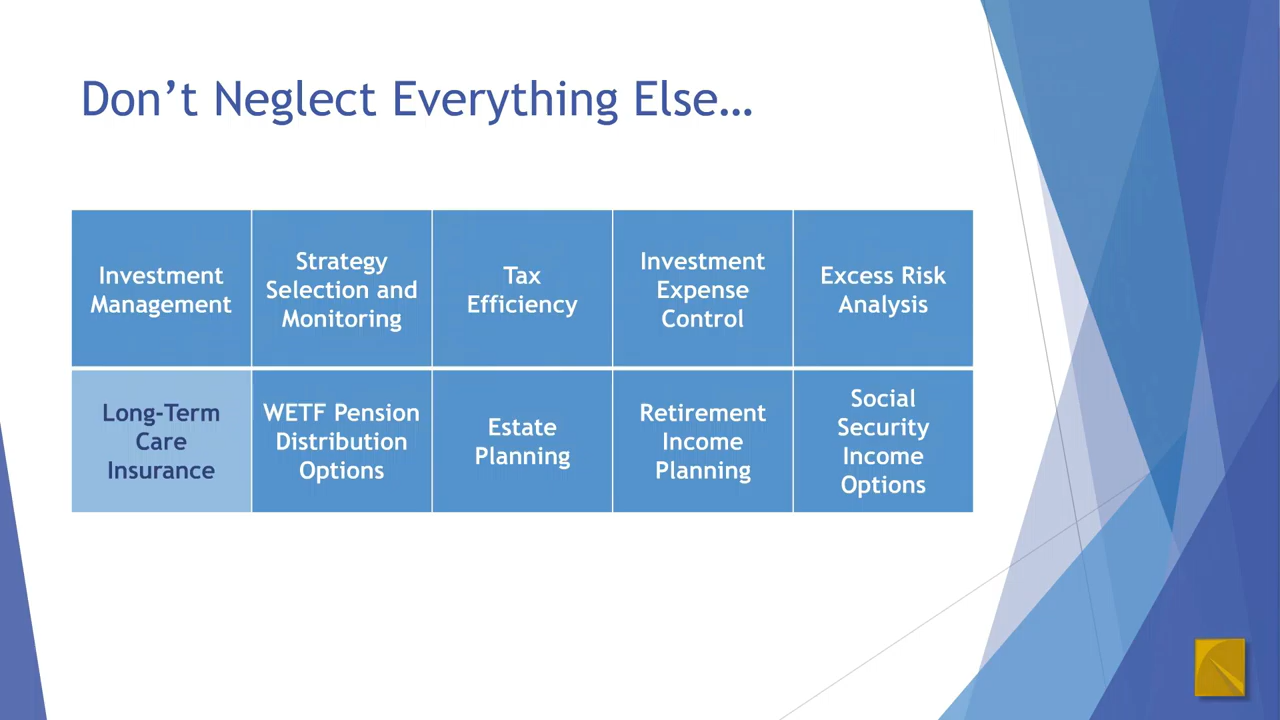 Don’t Neglect Everything Else…
Investment
Management
Strategy
Selection and
Monitoring
Tax
Efficiency
Investment
Expense
Control
Excess Risk
Analysis
Long-Term
Care
Insurance
WETF Pension
Distribution
Options
Estate
Planning
Retirement
Income
Planning
Social
Security
Income
Options